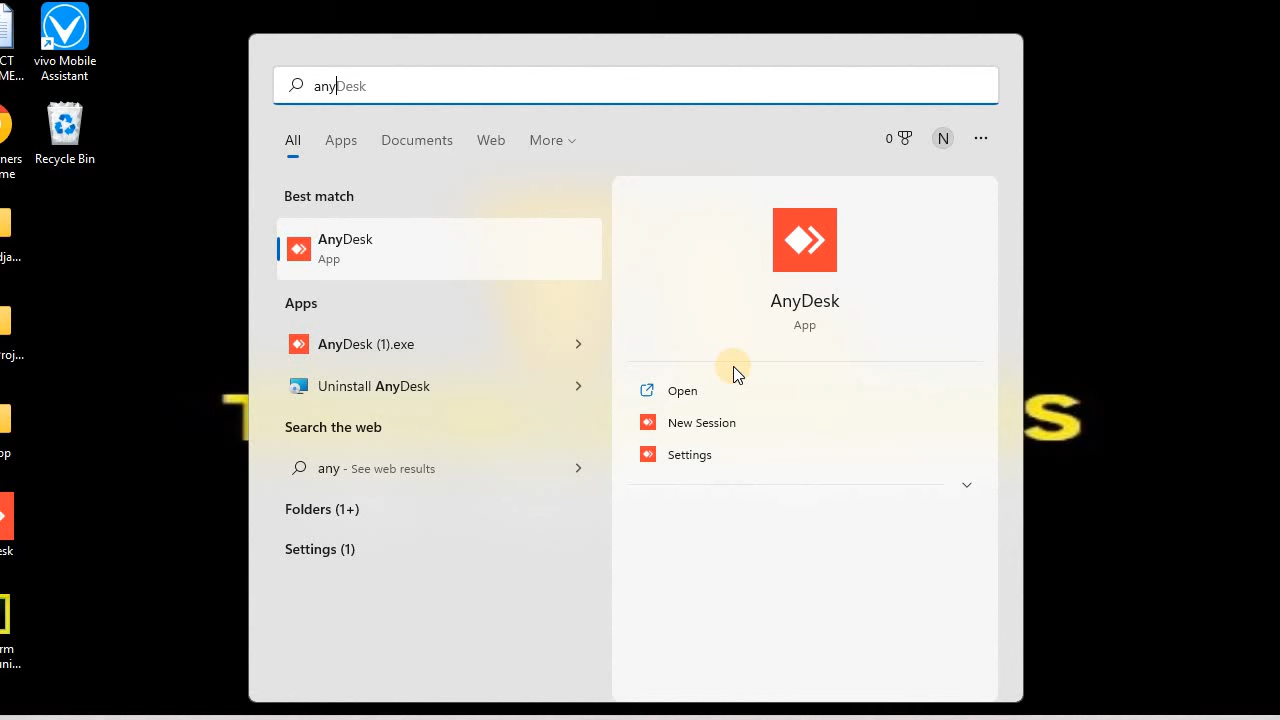 vivo Mobile
Assistant
Recycle Bin
anyDesk
All
Apps
Documents
Web
More
0
N
Best match
AnyDesk
App
Apps
AnyDesk (1).exe
Uninstall AnyDesk
Search the web
any - See web results
Folders (1+)
Settings (1)
AnyDesk
App
Open
New Session
Settings